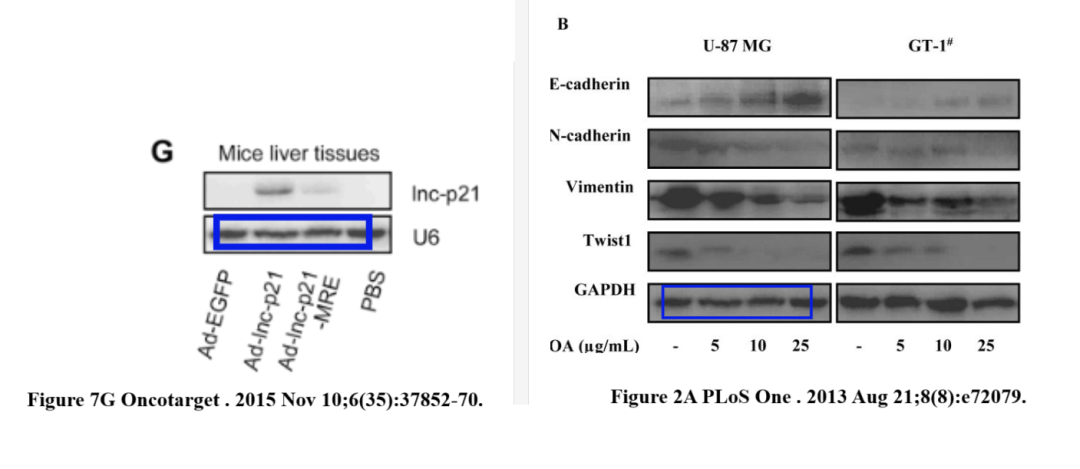 G
Mice liver tissues
lnc-p21
U6
Ad-EGFP
Ad-lnc-p21
Ad-lnc-p21
-MRE
PBS
Figure 7G Oncotarget . 2015 Nov 10;6(35):37852-70.
B
U-87 MG GT-1#
E-cadherin
N-cadherin
Vimentin
Twist1
GAPDH
OA (µg/mL) - 5 10 25 - 5 10 25
Figure 2A PLoS One . 2013 Aug 21;8(8):e72079.